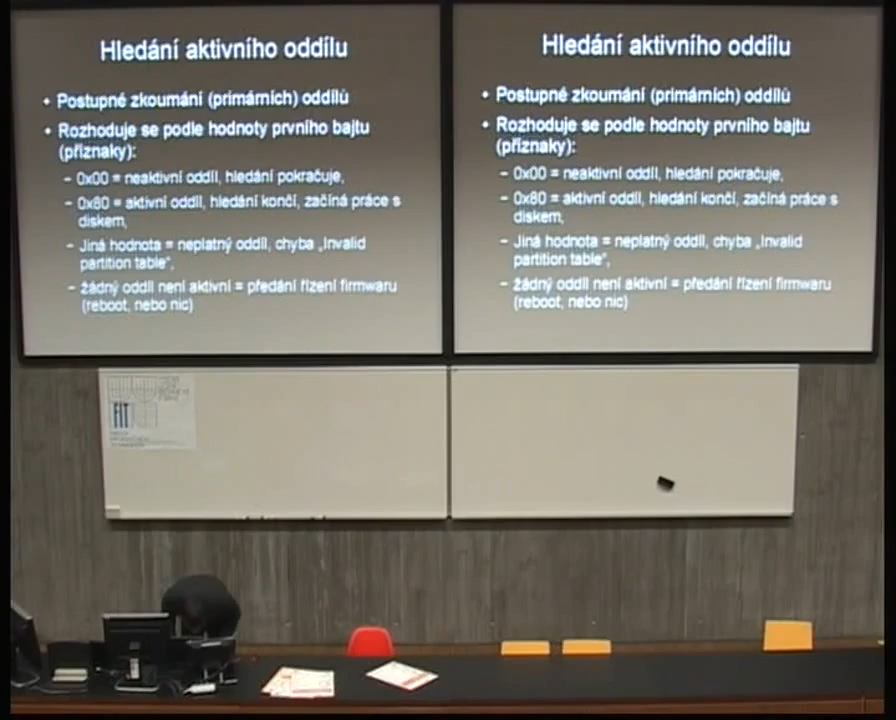 Hledání aktivního oddílu
• Postupné zkoumání (primárních) oddílů
• Rozhoduje se podle hodnoty prvního bajtu
(příznaky):
– 0x00 = neaktivní oddíl, hledání pokračuje,
– 0x80 = aktivní oddíl, hledání končí, začíná práce s
diskem,
– Jiná hodnota = neplatný oddíl, chyba „Invalid
partition table“,
– žádný oddíl není aktivní = předání řízení firmwaru
(reboot, nebo nic)
Hledání aktivního oddílu
• Postupné zkoumání (primárních) oddílů
• Rozhoduje se podle hodnoty prvního bajtu
(příznaky):
– 0x00 = neaktivní oddíl, hledání pokračuje,
– 0x80 = aktivní oddíl, hledání končí, začíná práce s
diskem,
– Jiná hodnota = neplatný oddíl, chyba „Invalid
partition table“,
– žádný oddíl není aktivní = předání řízení firmwaru
(reboot, nebo nic)
FIT